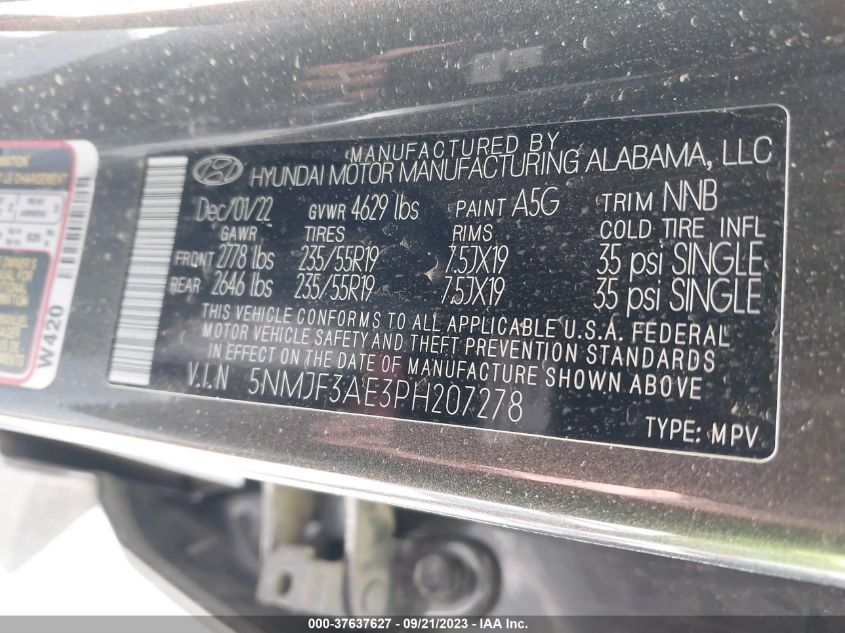 MANUFACTURED BY
HYUNDAI MOTOR MANUFACTURING ALABAMA, LLC
Dec/01/22 GVWR 4629 lbs PAINT A5G TRIM NNB
GAWR TIRES RIMS COLD TIRE INFL
FRONT 2778 lbs 235/55R19 7.5JX19 35 psi SINGLE
REAR 2646 lbs 235/55R19 7.5JX19 35 psi SINGLE
THIS VEHICLE CONFORMS TO ALL APPLICABLE U.S.A. FEDERAL
MOTOR VEHICLE SAFETY AND THEFT PREVENTION STANDARDS
IN EFFECT ON THE DATE OF MANUFACTURE SHOWN ABOVE
V.I.N 5NMJF3AE3PH207278
TYPE: MPV
W420
000-37637627 - 09/21/2023 - IAA Inc.